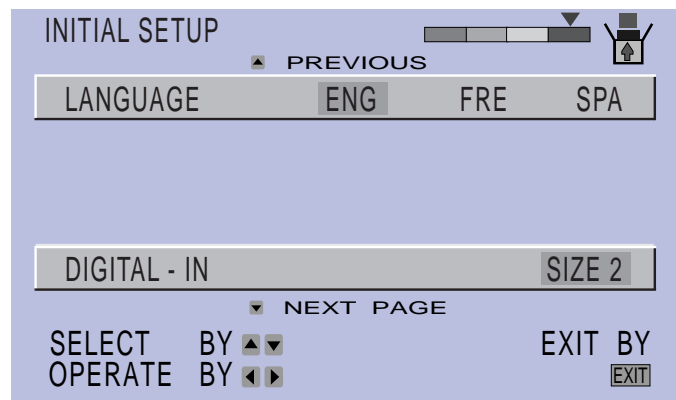 INITIAL SETUP
PREVIOUS
LANGUAGE ENG FRE SPA
DIGITAL - IN SIZE 2
NEXT PAGE
SELECT BY EXIT BY
OPERATE BY EXIT